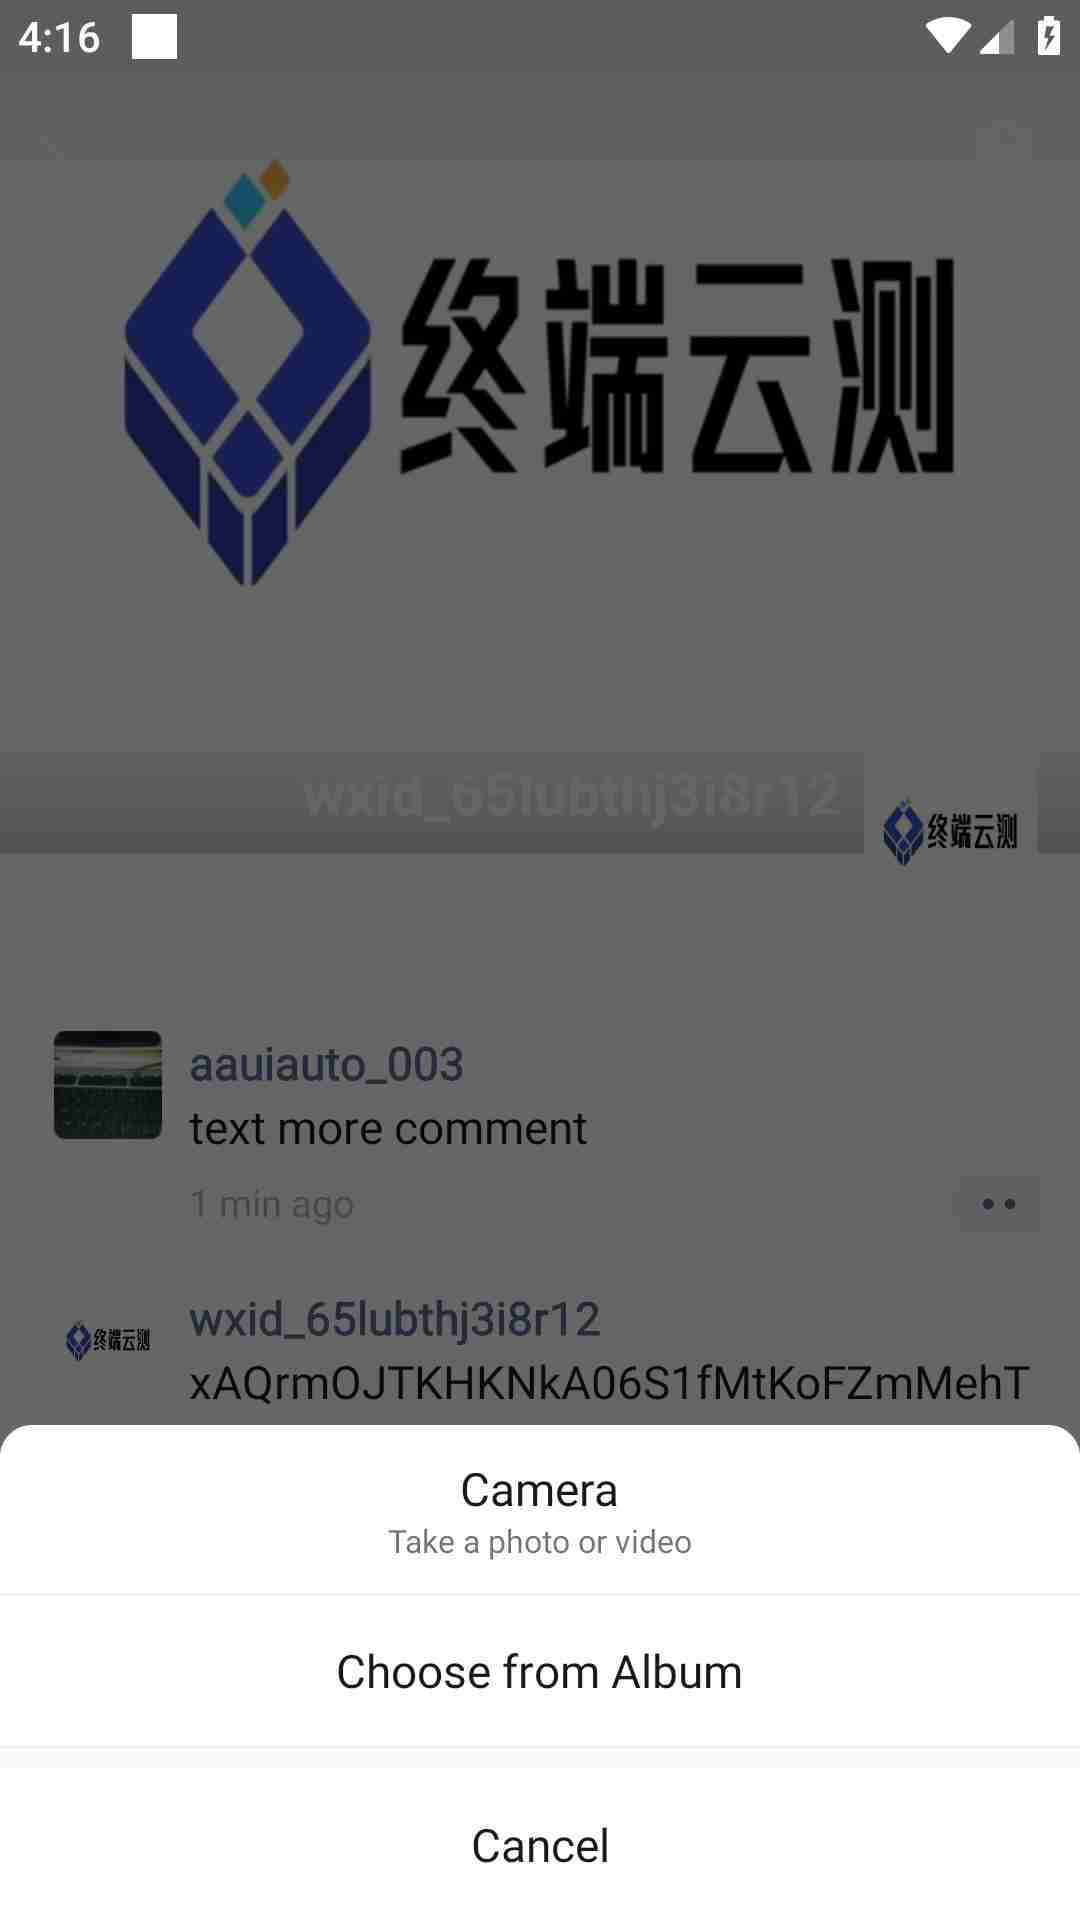 4:16
终端云测
wxid_65lubthj3i8r12
终端云测
aauiauto_003
text more comment
1 min ago
wxid_65lubthj3i8r12
终端云测
xAQrmOJTKHKNkA06S1fMtKoFZmMehT
Camera
Take a photo or video
Choose from Album
Cancel